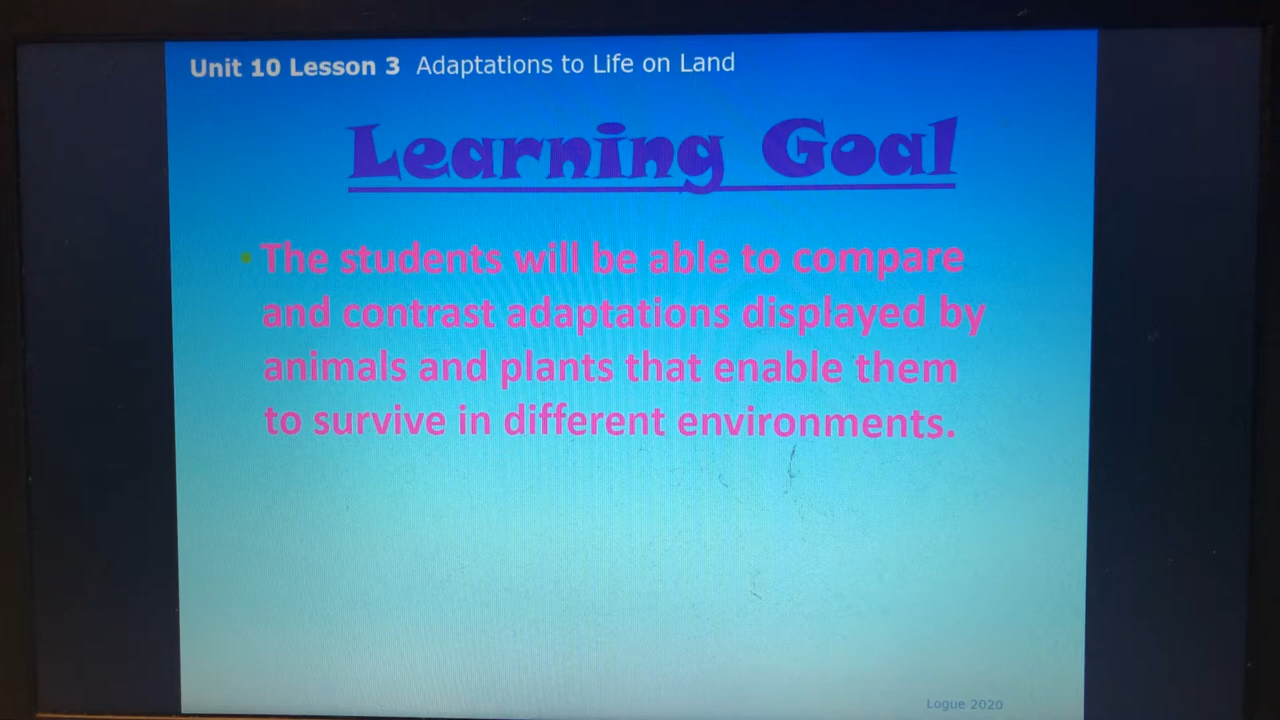 Unit 10 Lesson 3 Adaptations to Life on Land
Learning Goal
• The students will be able to compare
and contrast adaptations displayed by
animals and plants that enable them
to survive in different environments.
Logue 2020